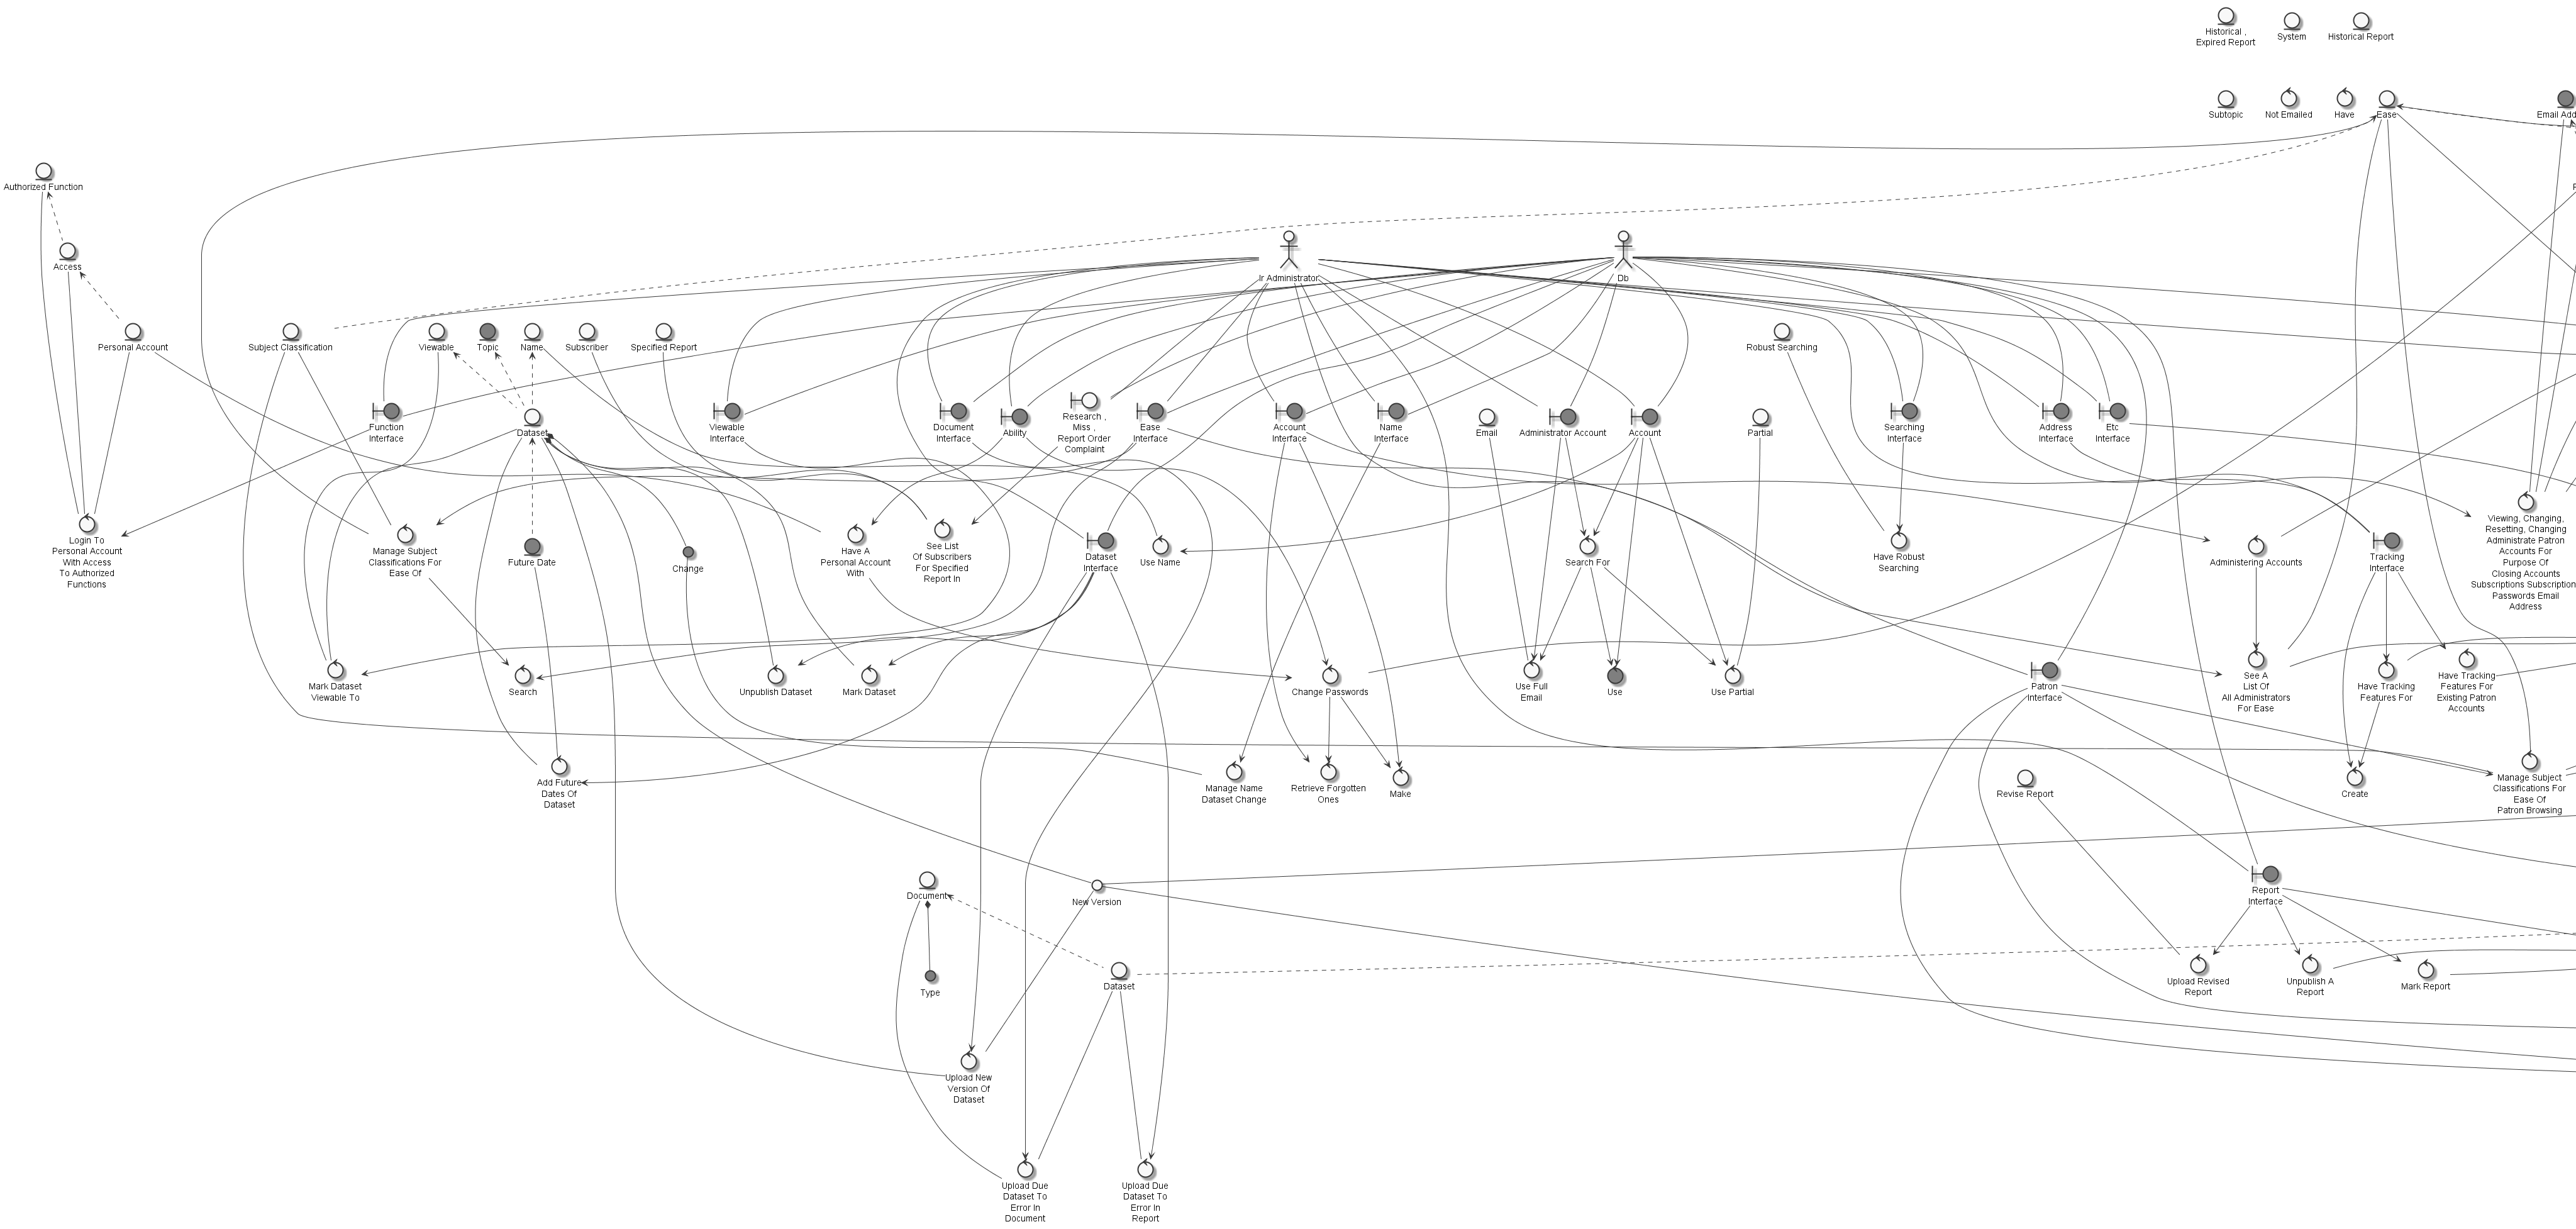 Historical ,
Expired Report
System
Historical Report
Subtopic
Not Emailed
Have
Ease
Email Add
Authorized Function
Access
Ir Administrator
Db
Personal Account
Subject Classification
Viewable
Topic
Name
Subscriber
Specified Report
Robust Searching
Function
Interface
Dataset
Viewable
Interface
Document
Interface
Ability
Research ,
Miss ,
Report Order
Complaint
Ease
Interface
Account
Interface
Name
Interface
Email
Administrator Account
Account
Partial
Searching
Interface
Address
Interface
Etc
Interface
Login To
Personal Account
With Access
To Authorized
Functions
Manage Subject
Classifications For
Ease Of
Future Date
Change
Have A
Personal Account
With
See List
Of Subscribers
For Specified
Report In
Dataset
Interface
Use Name
Search For
Have Robust
Searching
Administering Accounts
Tracking
Interface
Viewing, Changing,
Resetting, Changing
Administrate Patron
Accounts For
Purpose Of
Closing Accounts
Subscriptions Subscription
Passwords Email
Address
Mark Dataset
Viewable To
Search
Unpublish Dataset
Mark Dataset
Change Passwords
Use Full
Email
Use
Use Partial
Patron
Interface
See A
List Of
All Administrators
For Ease
Have Tracking
Features For
Have Tracking
Features For
Existing Patron
Accounts
Add Future
Dates Of
Dataset
Manage Name
Dataset Change
Retrieve Forgotten
Ones
Make
Revise Report
Create
Manage Subject
Classifications For
Ease Of
Patron Browsing
Document
New Version
Report
Interface
Type
Dataset
Upload Revised
Report
Unpublish A
Report
Mark Report
Upload New
Version Of
Dataset
Upload Due
Dataset To
Error In
Document
Upload Due
Dataset To
Error In
Report